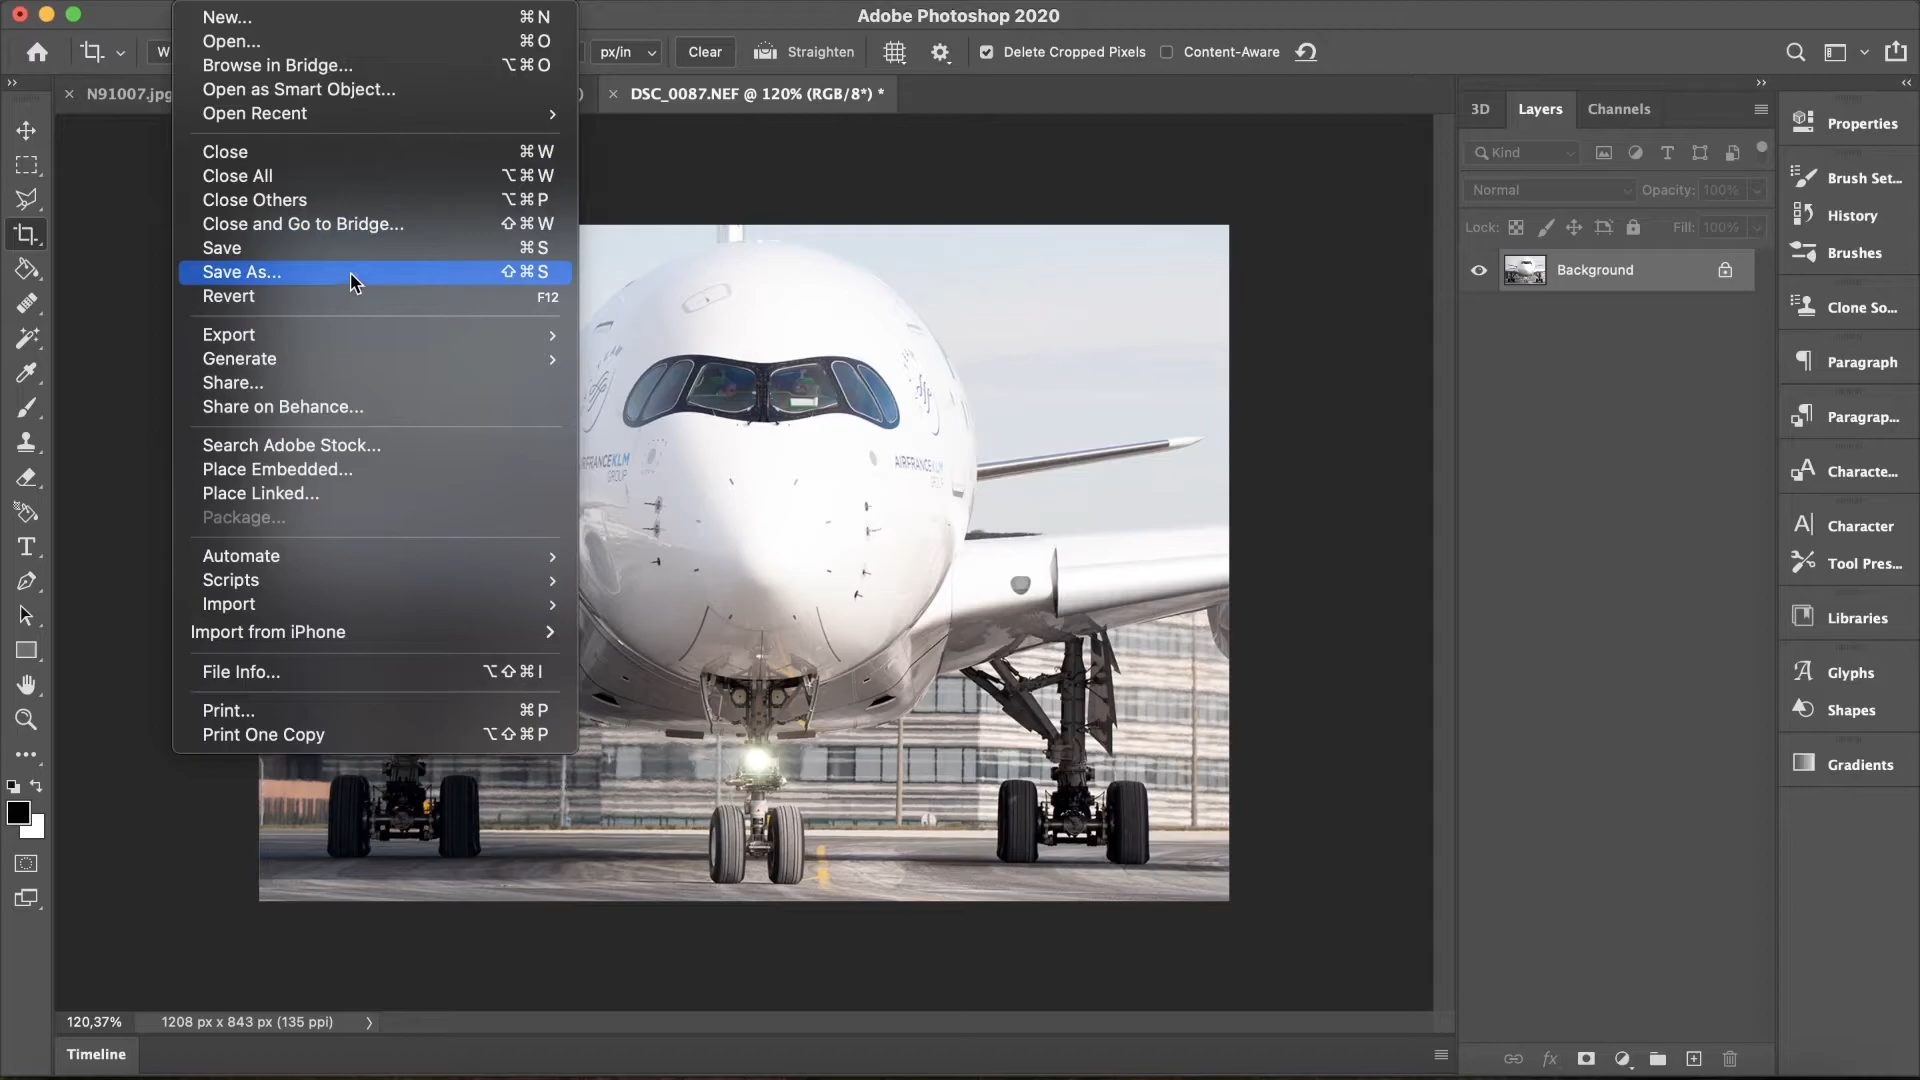 Adobe Photoshop 2020
New... ⌘N
Open... ⌘O
Browse in Bridge... ⌥⌘O
Open as Smart Object...
Open Recent
Close ⌘W
Close All ⌥⌘W
Close Others ⌥⌘P
Close and Go to Bridge... ⇧⌘W
Save ⌘S
Save As... ⇧⌘S
Revert F12
Export
Generate
Share...
Share on Behance...
Search Adobe Stock...
Place Embedded...
Place Linked...
Package...
Automate
Scripts
Import
Import from iPhone
File Info... ⌥⇧⌘I
Print... ⌘P
Print One Copy ⌥⇧⌘P
W px/in Clear Straighten Delete Cropped Pixels Content-Aware
× N91007.jpg ) × DSC_0087.NEF @ 120% (RGB/8*) *
AIRFRANCEKLM
GROUP
AIRFRANCEKLM
GROUP
3D Layers Channels
Kind
Normal Opacity: 100%
Lock: Fill: 100%
Background
Properties
Brush Set...
History
Brushes
Clone So...
Paragraph
Paragrap...
Characte...
Character
Tool Pres...
Libraries
Glyphs
Shapes
Gradients
120,37% 1208 px x 843 px (135 ppi)
Timeline